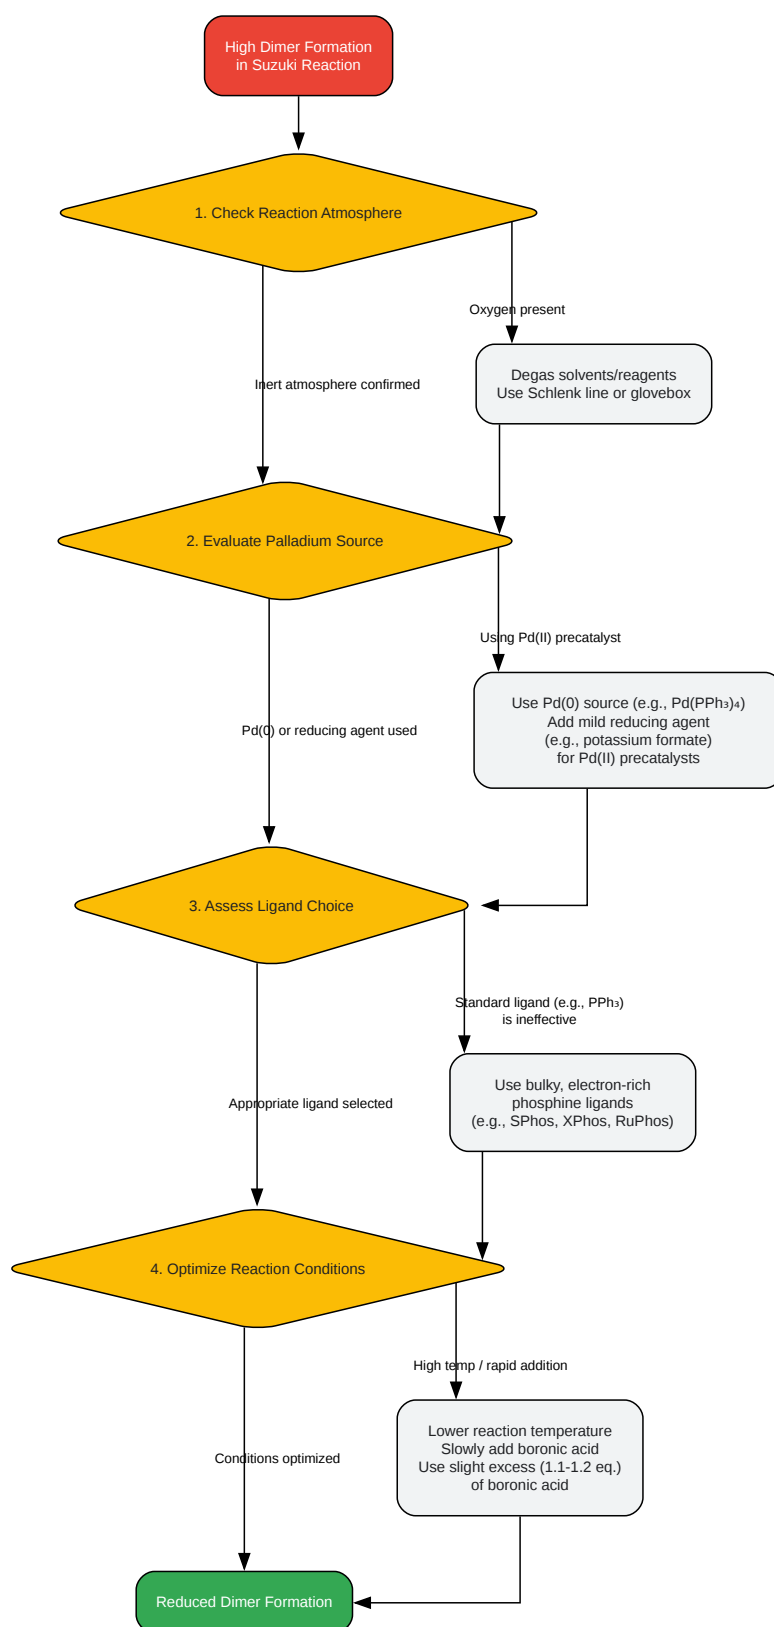 High Dimer Formation
in Suzuki Reaction
1. Check Reaction Atmosphere
Oxygen present
Degas solvents/reagents
Use Schlenk line or glovebox
Inert atmosphere confirmed
2. Evaluate Palladium Source
Using Pd(II) precatalyst
Use Pd(0) source (e.g., Pd(PPh₃)₄)
Add mild reducing agent
(e.g., potassium formate)
for Pd(II) precatalysts
Pd(0) or reducing agent used
3. Assess Ligand Choice
Standard ligand (e.g., PPh₃)
is ineffective
Use bulky, electron-rich
phosphine ligands
(e.g., SPhos, XPhos, RuPhos)
Appropriate ligand selected
4. Optimize Reaction Conditions
High temp / rapid addition
Lower reaction temperature
Slowly add boronic acid
Use slight excess (1.1-1.2 eq.)
of boronic acid
Conditions optimized
Reduced Dimer Formation